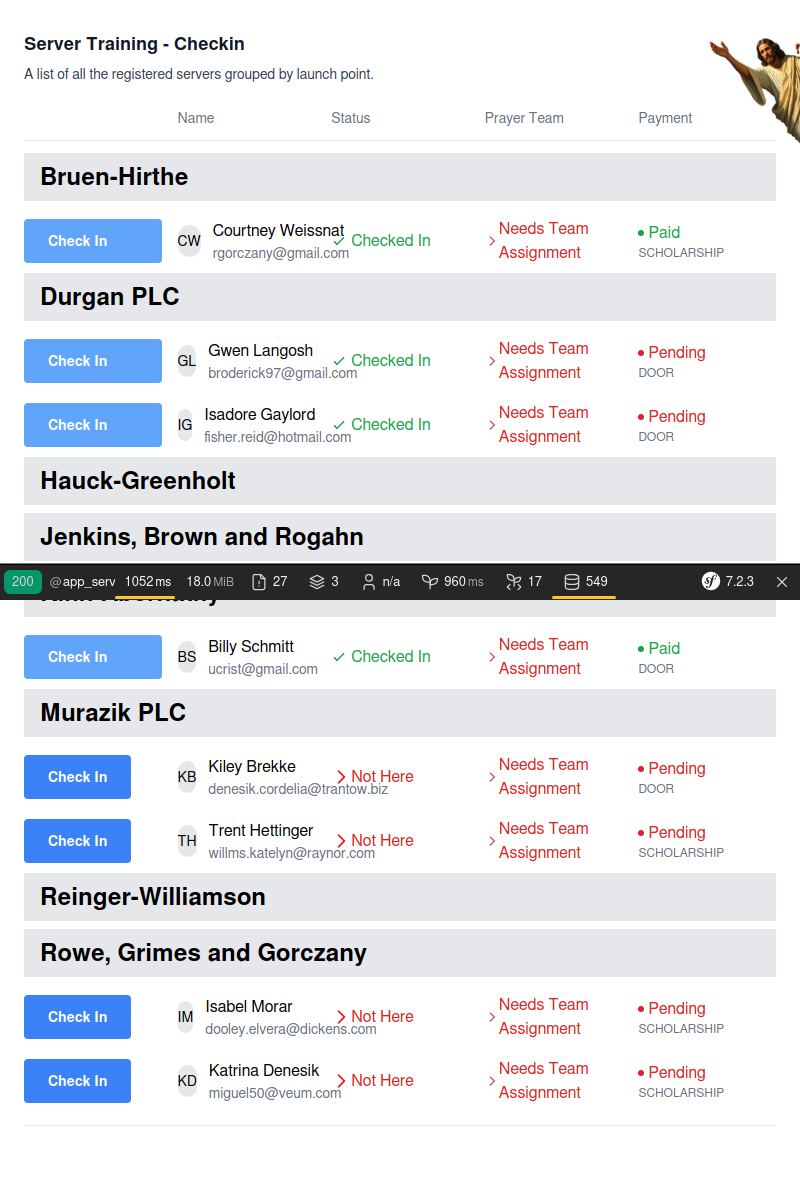 Server Training - Checkin
A list of all the registered servers grouped by launch point.
Name Status Prayer Team Payment
Bruen-Hirthe
Check In CW Courtney Weissnat Checked In Needs Team Assignment Paid
rgorczany@gmail.com SCHOLARSHIP
Durgan PLC
Check In GL Gwen Langosh Checked In Needs Team Assignment Pending
broderick97@gmail.com DOOR
Check In IG Isadore Gaylord Checked In Needs Team Assignment Pending
fisher.reid@hotmail.com DOOR
Hauck-Greenholt
Jenkins, Brown and Rogahn
200 @app_serv 1052 ms 18.0 MiB 27 3 n/a 960 ms 17 549 7.2.3
Check In BS Billy Schmitt Checked In Needs Team Assignment Paid
ucrist@gmail.com DOOR
Murazik PLC
Check In KB Kiley Brekke Not Here Needs Team Assignment Pending
denesik.cordelia@trantow.biz DOOR
Check In TH Trent Hettinger Not Here Needs Team Assignment Pending
willms.katelyn@raynor.com SCHOLARSHIP
Reinger-Williamson
Rowe, Grimes and Gorczany
Check In IM Isabel Morar Not Here Needs Team Assignment Pending
dooley.elvera@dickens.com SCHOLARSHIP
Check In KD Katrina Denesik Not Here Needs Team Assignment Pending
miguel50@veum.com SCHOLARSHIP